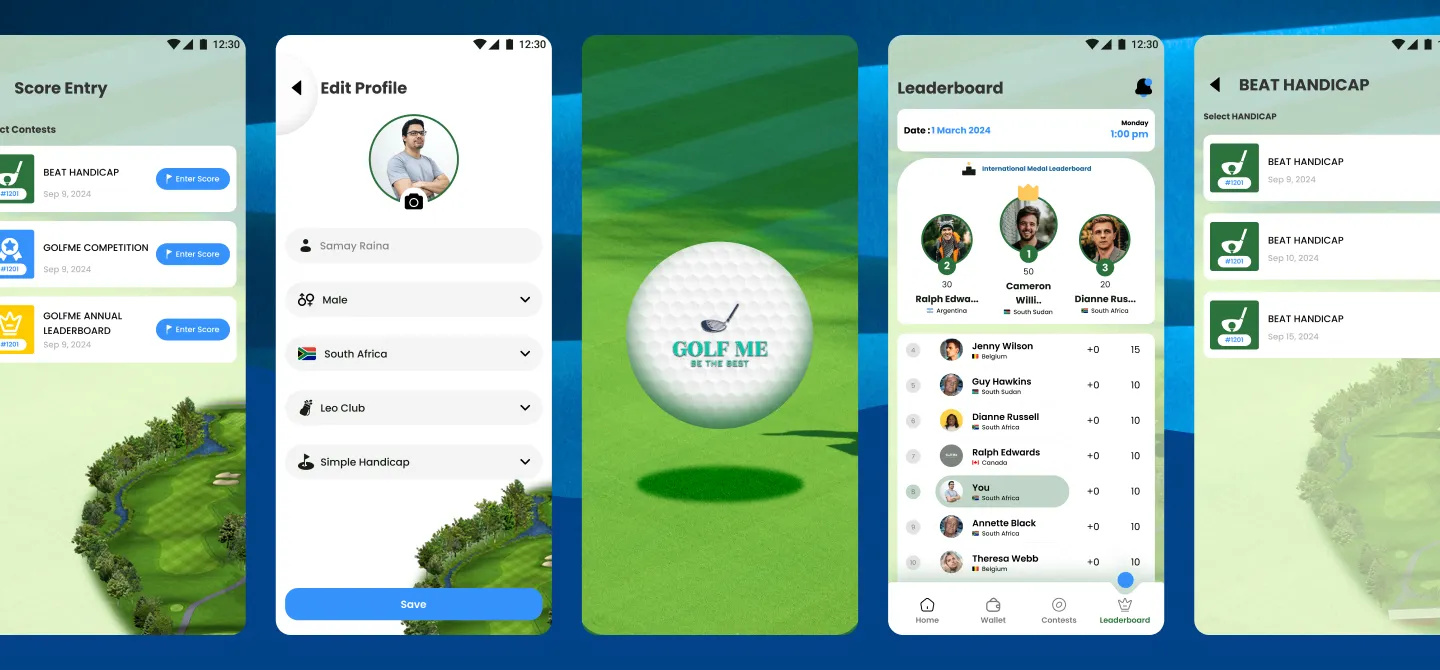 12:30
Score Entry
ct Contests
BEAT HANDICAP
#1201
Sep 9, 2024
Enter Score
GOLFME COMPETITION
#1201
Sep 9, 2024
Enter Score
GOLFME ANNUAL
LEADERBOARD
#1201
Sep 9, 2024
Enter Score
12:30
Edit Profile
Samay Raina
Male
South Africa
Leo Club
Simple Handicap
Save
GOLF ME
BE THE BEST
12:30
Leaderboard
Date : 1 March 2024
Monday
1:00 pm
International Medal Leaderboard
2
30
Ralph Edwa...
Argentina
1
50
Cameron
Willi..
South Sudan
3
20
Dianne Rus...
South Africa
4 Jenny Wilson +0 15
Belgium
5 Guy Hawkins +0 10
South Sudan
6 Dianne Russell +0 10
South Africa
7 Ralph Edwards +0 10
Canada
8 You +0 10
South Africa
9 Annette Black +0 10
South Africa
10 Theresa Webb +0 10
Belgium
Home
Wallet
Contests
Leaderboard
BEAT HANDICAP
Select HANDICAP
BEAT HANDICAP
#1201
Sep 9, 2024
BEAT HANDICAP
#1201
Sep 10, 2024
BEAT HANDICAP
#1201
Sep 15, 2024